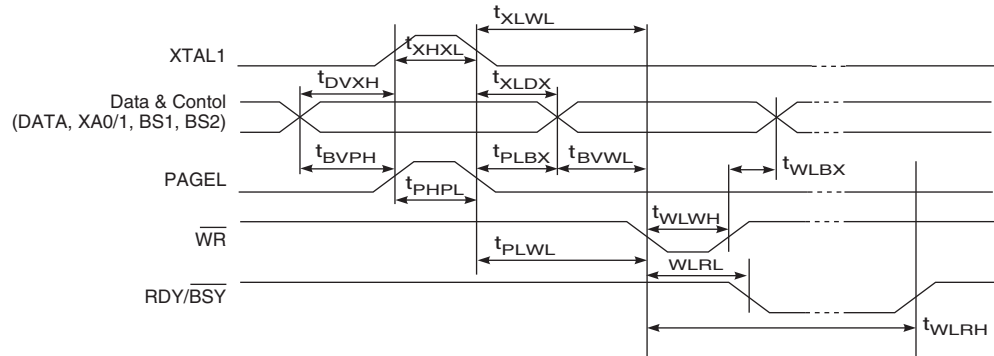 tXLWL
XTAL1
tXHXL
tDVXH
tXLDX
Data & Contol
(DATA, XA0/1, BS1, BS2)
tBVPH
tPLBX
tBVWL
tWLBX
PAGEL
tPHPL
tWLWH
WR
tPLWL
WLRL
RDY/BSY
tWLRH